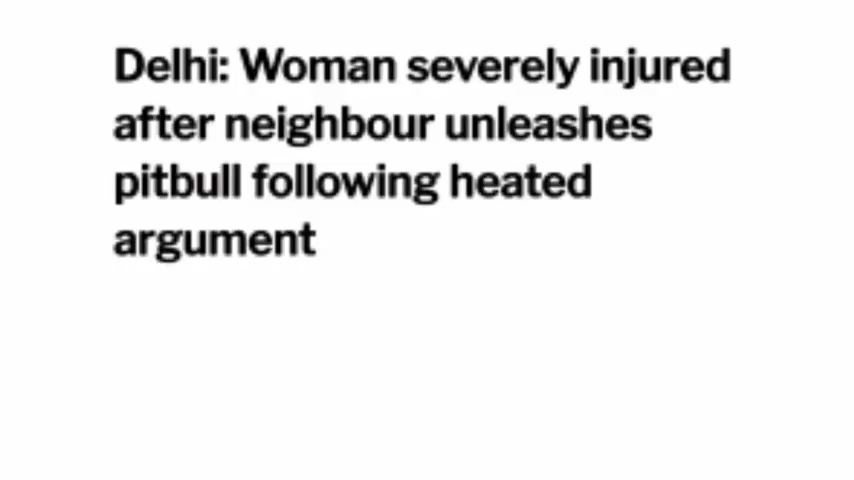 Delhi: Woman severely injured
after neighbour unleashes
pitbull following heated
argument